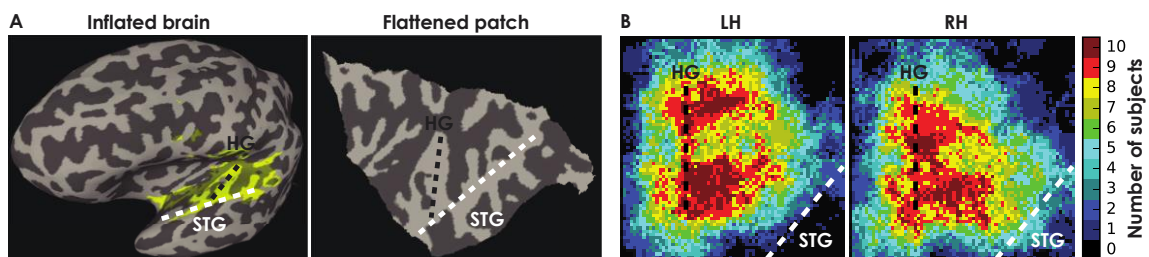 A
Inflated brain
Flattened patch
HG
STG
HG
STG
B
LH
RH
HG
STG
HG
STG
10
9
8
7
6
5
4
3
2
1
0
Number of subjects